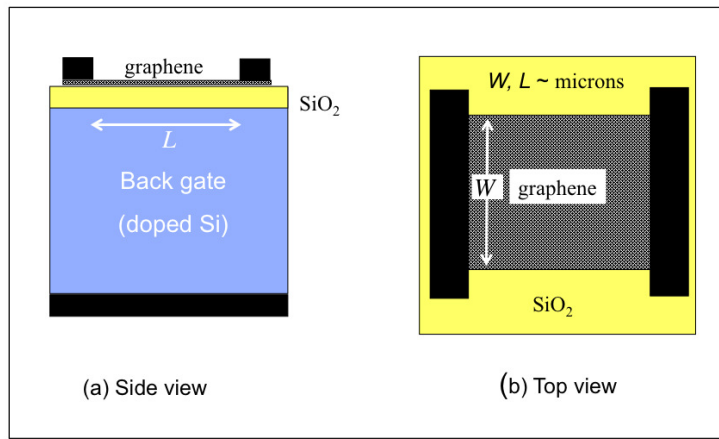 graphene
SiO₂
L
Back gate
(doped Si)
(a) Side view
W, L ~ microns
W
graphene
SiO₂
(b) Top view